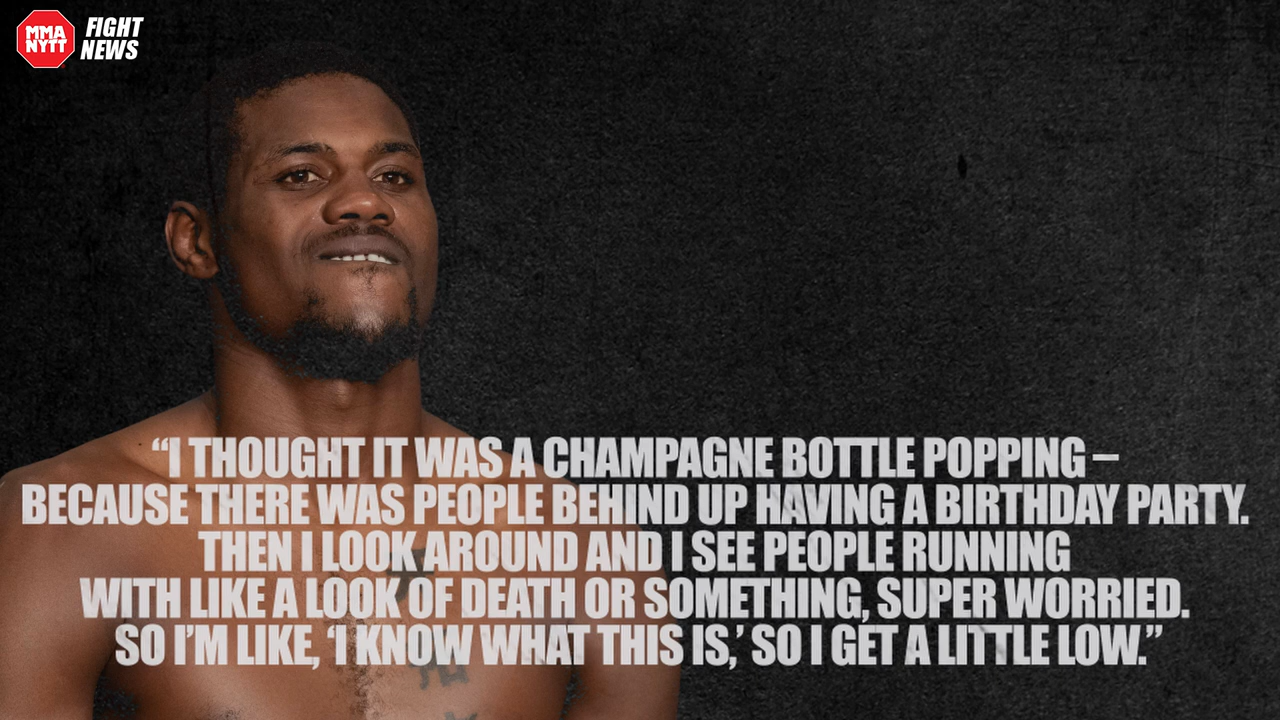 MMA
NYTT
FIGHT
NEWS
“I THOUGHT IT WAS A CHAMPAGNE BOTTLE POPPING –
BECAUSE THERE WAS PEOPLE BEHIND UP HAVING A BIRTHDAY PARTY.
THEN I LOOK AROUND AND I SEE PEOPLE RUNNING
WITH LIKE A LOOK OF DEATH OR SOMETHING, SUPER WORRIED.
SO I’M LIKE, ‘I KNOW WHAT THIS IS,’ SO I GET A LITTLE LOW.”